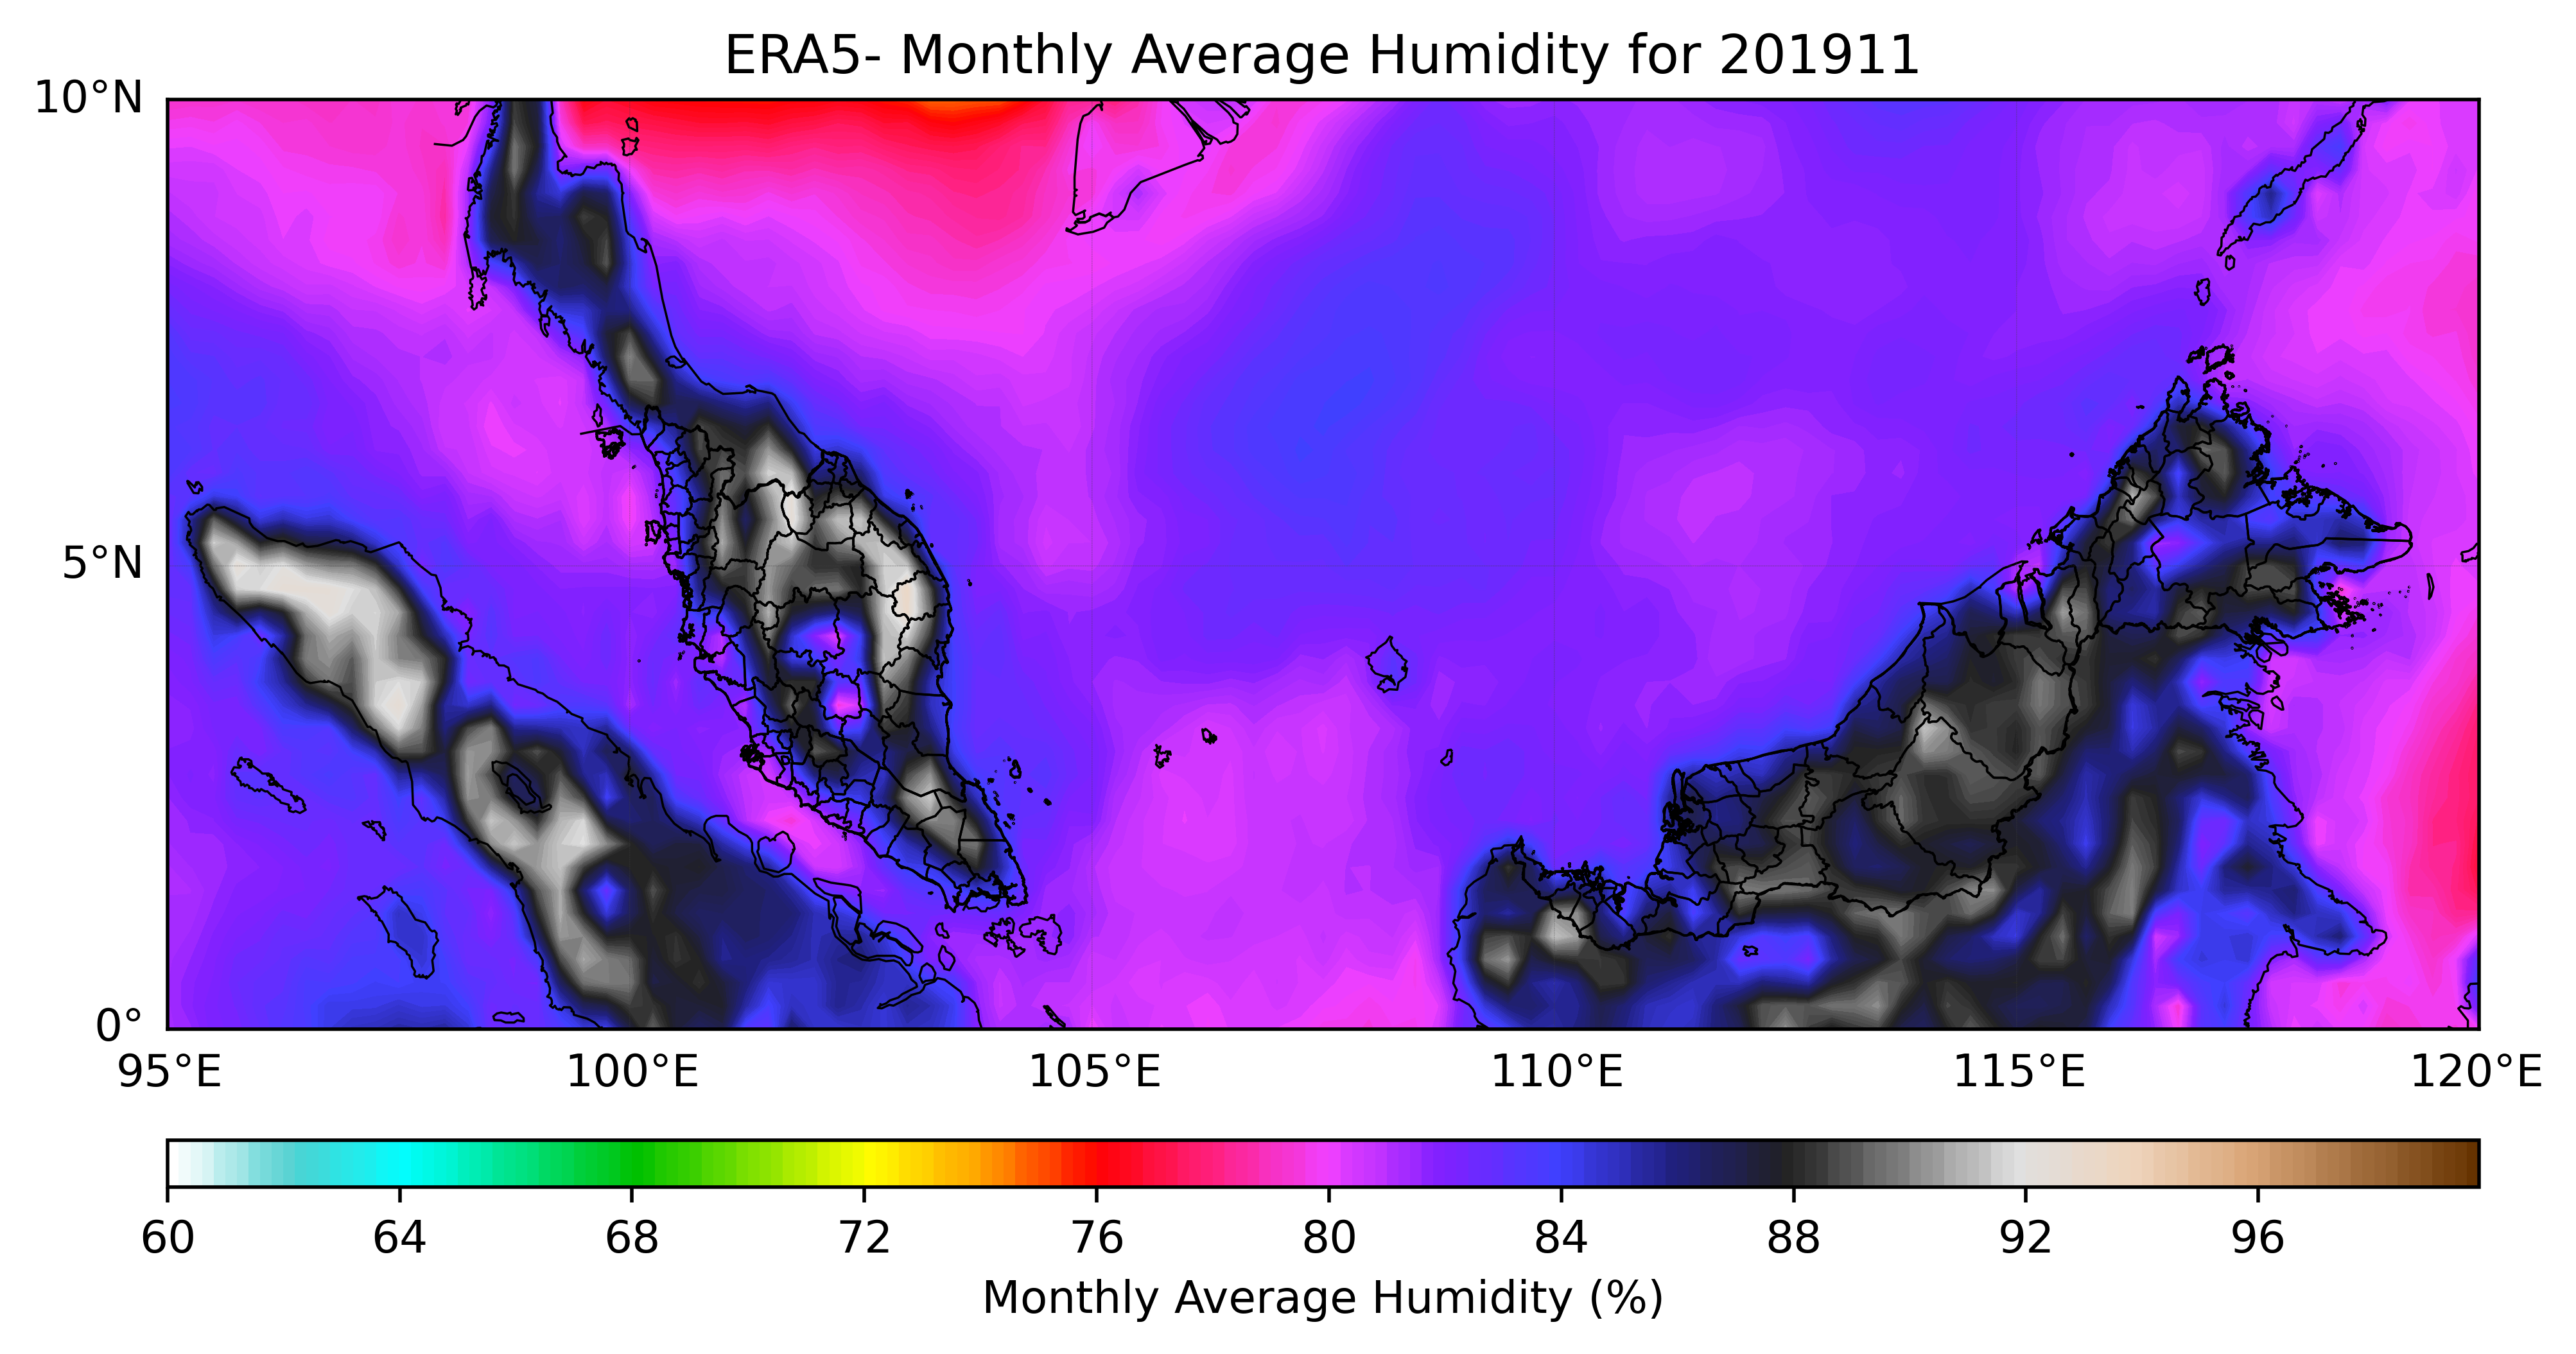 ERA5- Monthly Average Humidity for 201911
10°N
5°N
0°
95°E 100°E 105°E 110°E 115°E 120°E
60 64 68 72 76 80 84 88 92 96
Monthly Average Humidity (%)